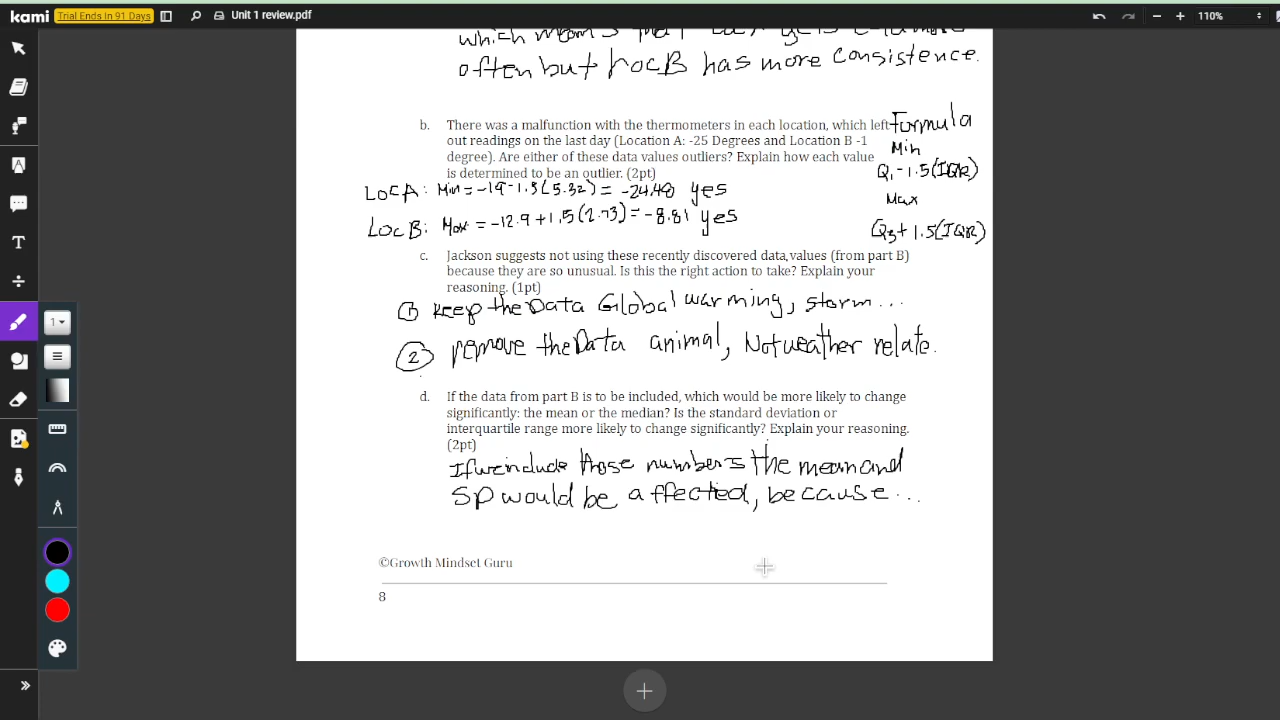 kami Trial Ends In 91 Days Unit 1 review.pdf 110%
often but LocB has more consistence.
b. There was a malfunction with the thermometers in each location, which left
out readings on the last day (Location A: -25 Degrees and Location B -1
degree). Are either of these data values outliers? Explain how each value
is determined to be an outlier. (2pt)
Formula
Min
Q₁ - 1.5(IQR)
Max
Q3 + 1.5(IQR)
LocA: Min = -19 - 1.5(5.32) = -24.48 yes
LocB: Max = -12.9 + 1.5(2.73) = -8.81 yes
c. Jackson suggests not using these recently discovered data values (from part B)
because they are so unusual. Is this the right action to take? Explain your
reasoning. (1pt)
① keep the Data Global warming, storm...
② remove the Data animal, Not weather relate.
d. If the data from part B is to be included, which would be more likely to change
significantly: the mean or the median? Is the standard deviation or
interquartile range more likely to change significantly? Explain your reasoning.
(2pt)
If we include those numbers the mean and
SD would be affected, because...
©Growth Mindset Guru
8
1
T